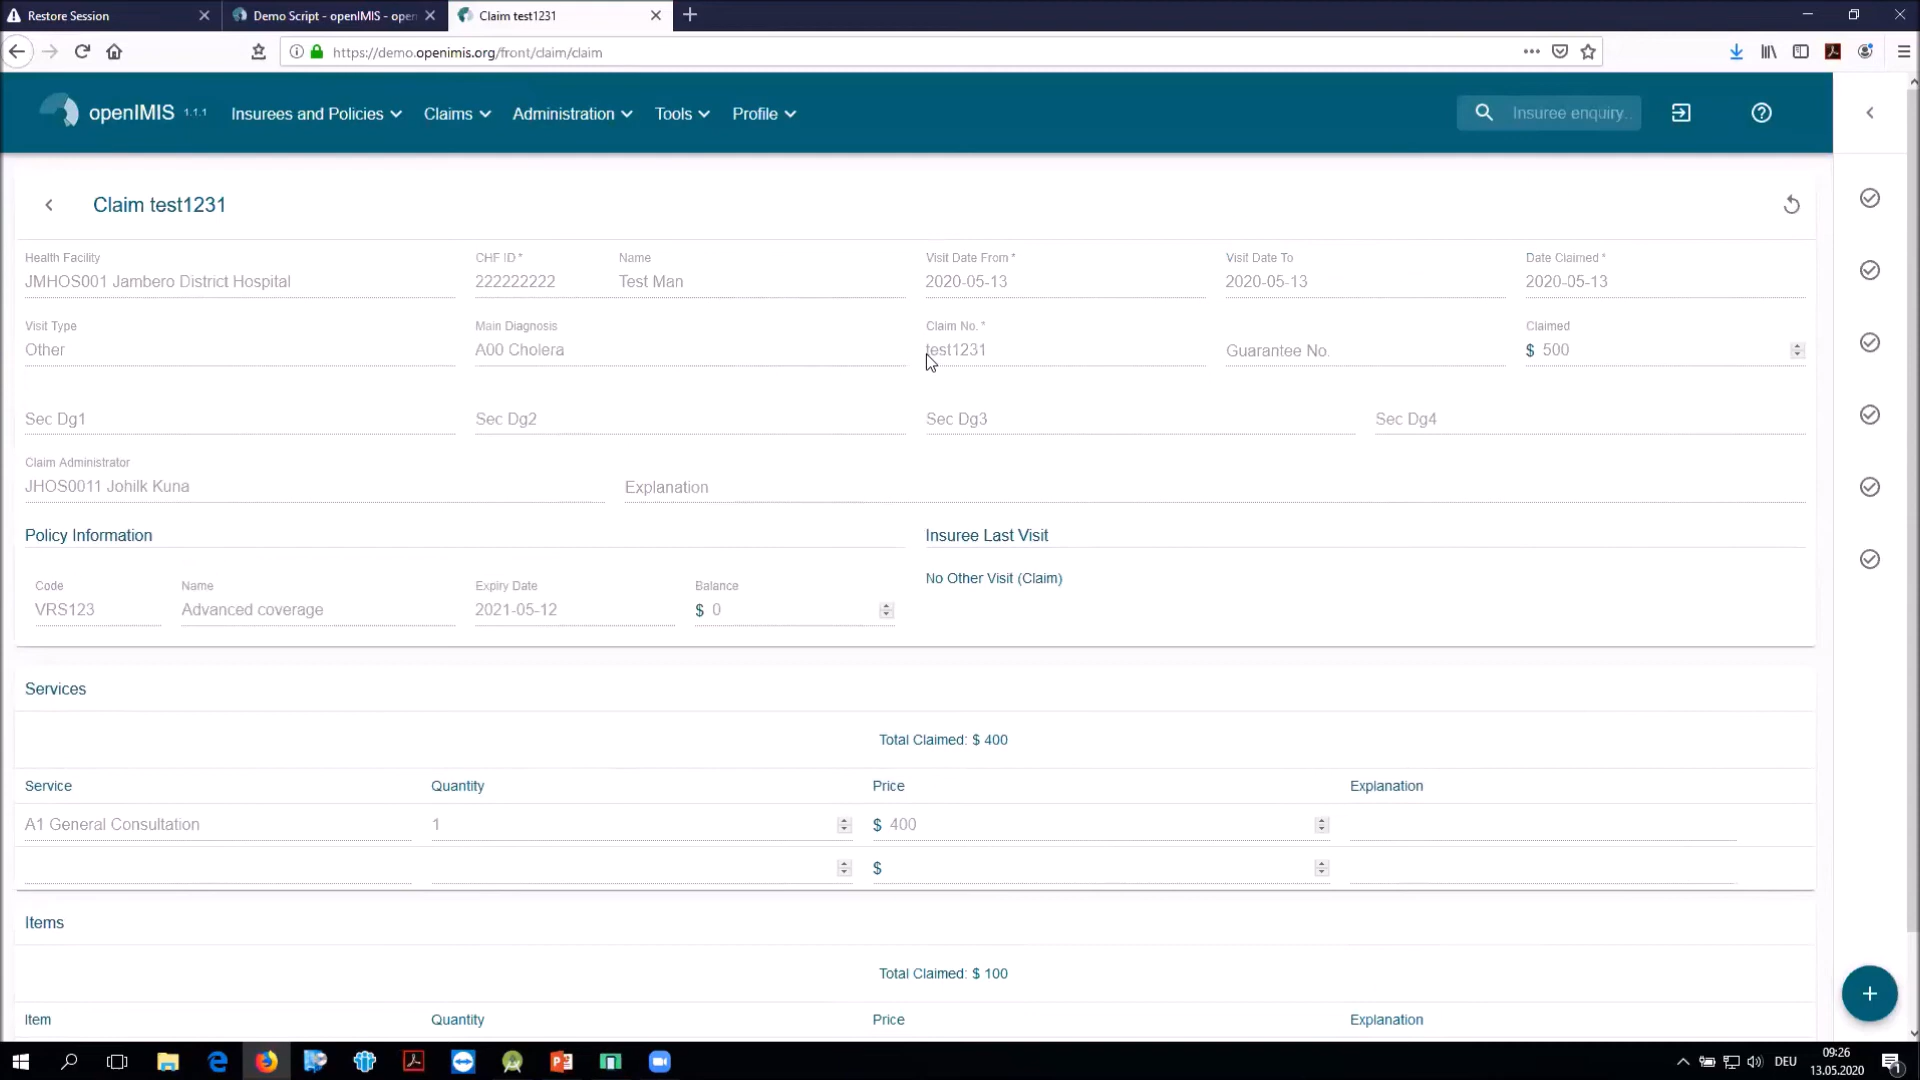 Restore Session
Demo Script - openIMIS - open
Claim test1231
https://demo.openimis.org/front/claim/claim
openIMIS 1.1.1 Insurees and Policies Claims Administration Tools Profile Insuree enquiry..
Claim test1231
Health Facility CHF ID * Name Visit Date From * Visit Date To Date Claimed *
JMHOS001 Jambero District Hospital 222222222 Test Man 2020-05-13 2020-05-13 2020-05-13
Visit Type Main Diagnosis Claim No. * Claimed
Other A00 Cholera test1231 Guarantee No. $ 500
Sec Dg1 Sec Dg2 Sec Dg3 Sec Dg4
Claim Administrator
JHOS0011 Johilk Kuna Explanation
Policy Information Insuree Last Visit
No Other Visit (Claim)
Code Name Expiry Date Balance
VRS123 Advanced coverage 2021-05-12 $ 0
Services
Total Claimed: $ 400
Service Quantity Price Explanation
A1 General Consultation 1 $ 400
$
Items
Total Claimed: $ 100
Item Quantity Price Explanation
DEU 09:26
13.05.2020